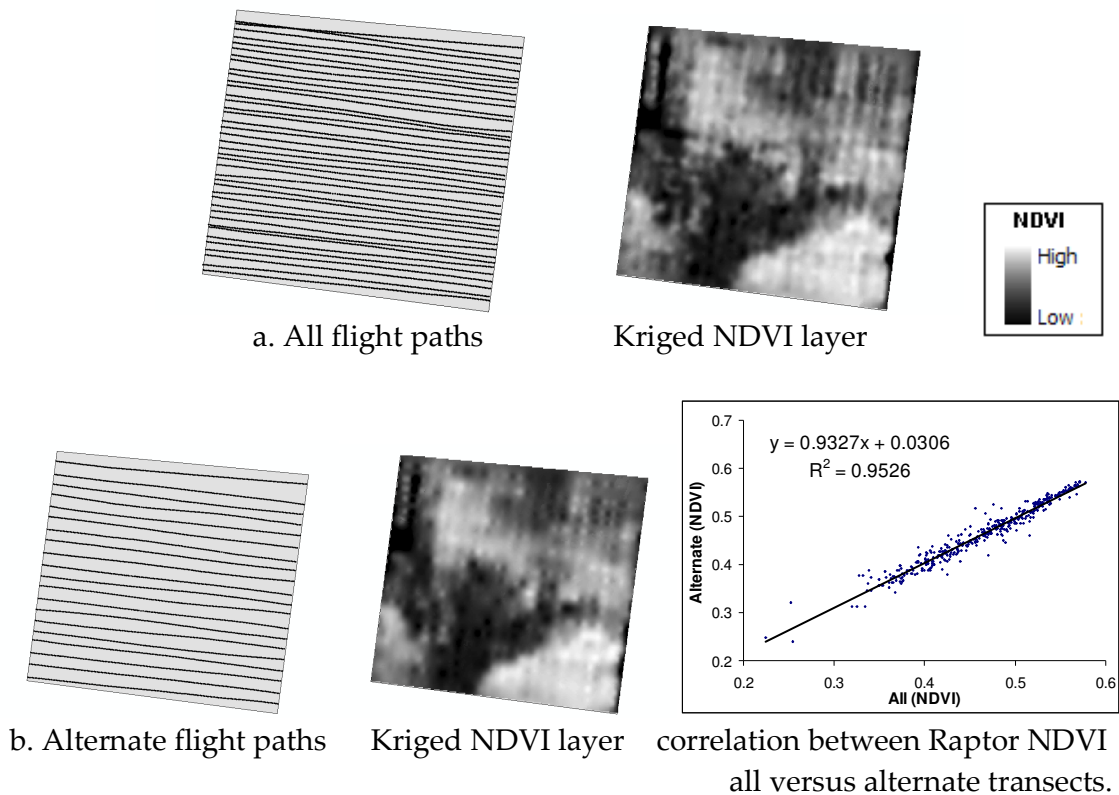 NDVI
High
Low :
a. All flight paths
Kriged NDVI layer
y = 0.9327x + 0.0306
R² = 0.9526
Alternate (NDVI)
0.7
0.6
0.5
0.4
0.3
0.2
0.2 0.3 0.4 0.5 0.6
All (NDVI)
b. Alternate flight paths
Kriged NDVI layer
correlation between Raptor NDVI
all versus alternate transects.